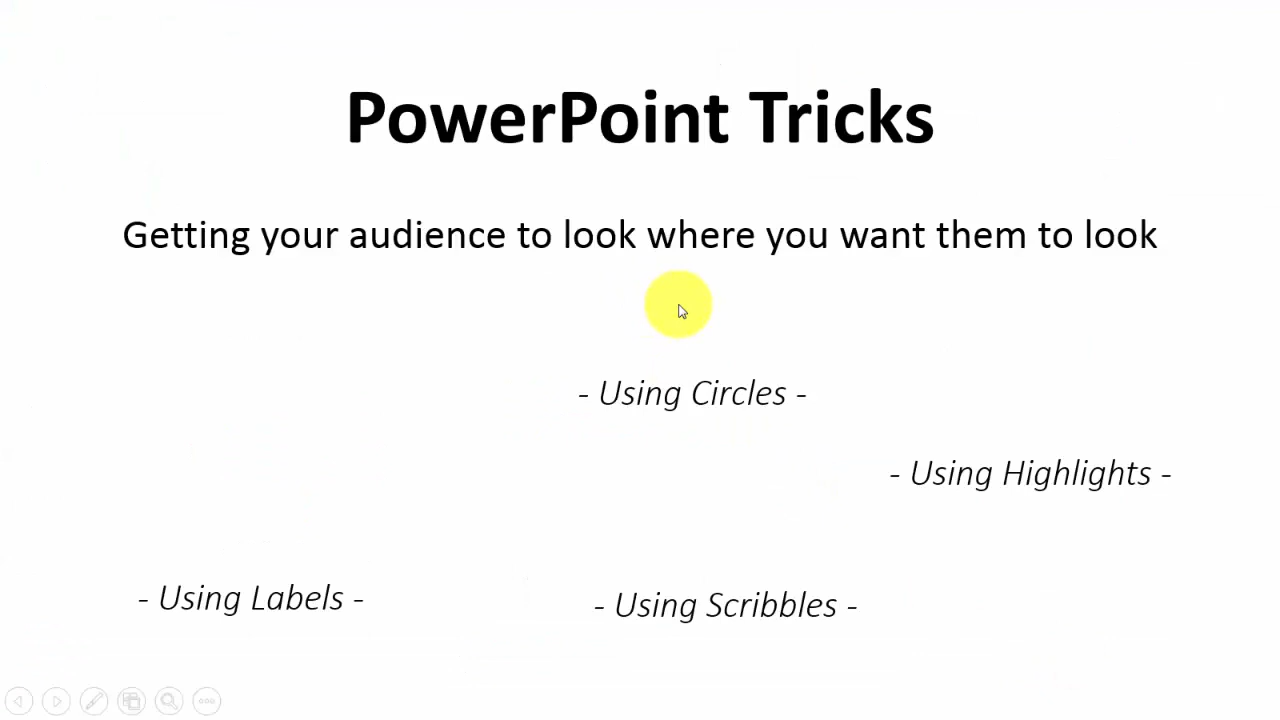 PowerPoint Tricks
Getting your audience to look where you want them to look
- Using Circles -
- Using Highlights -
- Using Labels -
- Using Scribbles -